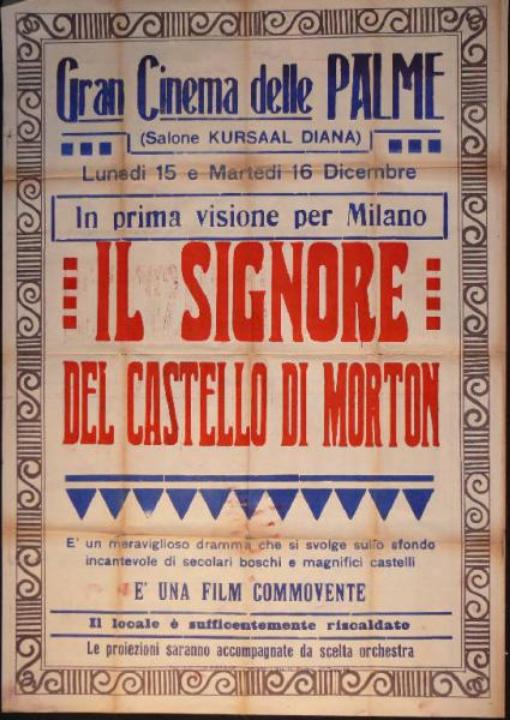 Gran Cinema delle PALME
(Salone KURSAAL DIANA)
Lunedì 15 e Martedì 16 Dicembre
In prima visione per Milano
IL SIGNORE
DEL CASTELLO DI MORTON
E' un meraviglioso dramma che si svolge sullo sfondo
incantevole di secolari boschi e magnifici castelli
E' UNA FILM COMMOVENTE
Il locale è sufficentemente riscaldato
Le proiezioni saranno accompagnate da scelta orchestra